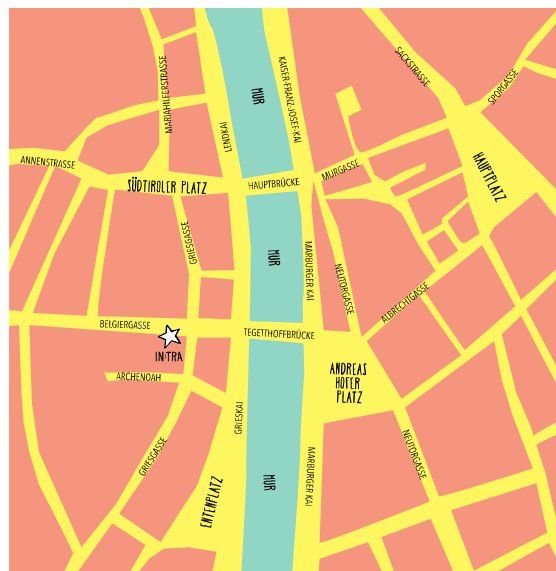 SACKSTRASSE
KAISER-FRANZ-JOSEF-KAI
MARIAHILFERSTRASSE
MUR
SPORGASSE
LENDKAI
ANNENSTRASSE
MURGASSE
HAUPTPLATZ
SÜDTIROLER PLATZ
HAUPTBRÜCKE
GRIESGASSE
MUR
MARBURGER KAI
NEUTORGASSE
ALBRECHTGASSE
BELGIERGASSE
TEGETTHOFFBRÜCKE
IN:TRA
ANDREAS
HOFER
PLATZ
ARCHENOAH
GRIESKAI
GRIESGASSE
NEUTORGASSE
MUR
MARBURGER KAI
ENTENPLATZ